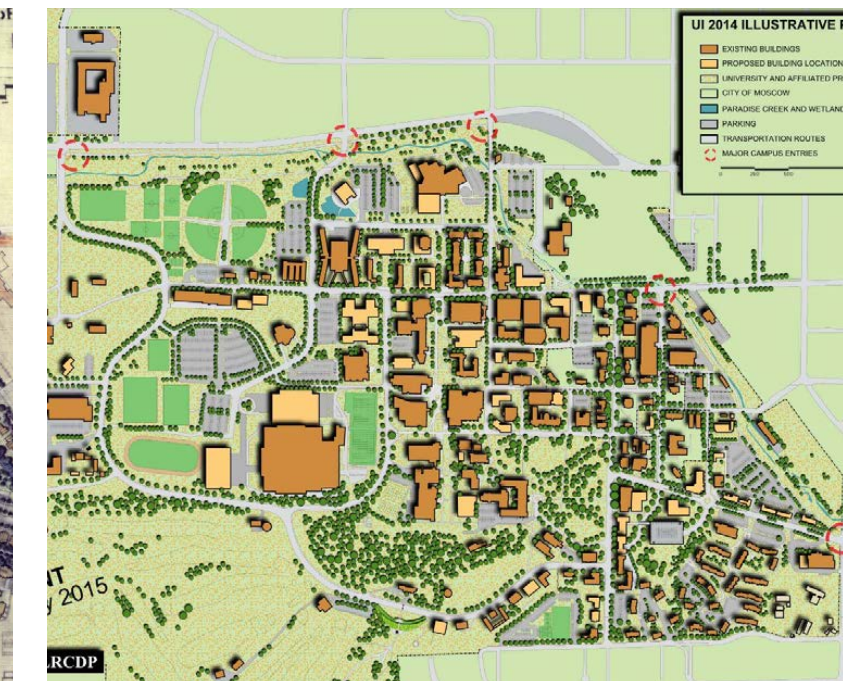 UI 2014 ILLUSTRATIVE P
EXISTING BUILDINGS
PROPOSED BUILDING LOCATION
UNIVERSITY AND AFFILIATED PR
CITY OF MOSCOW
PARADISE CREEK AND WETLAND
PARKING
TRANSPORTATION ROUTES
MAJOR CAMPUS ENTRIES
0
NT
y 2015
LRCDP